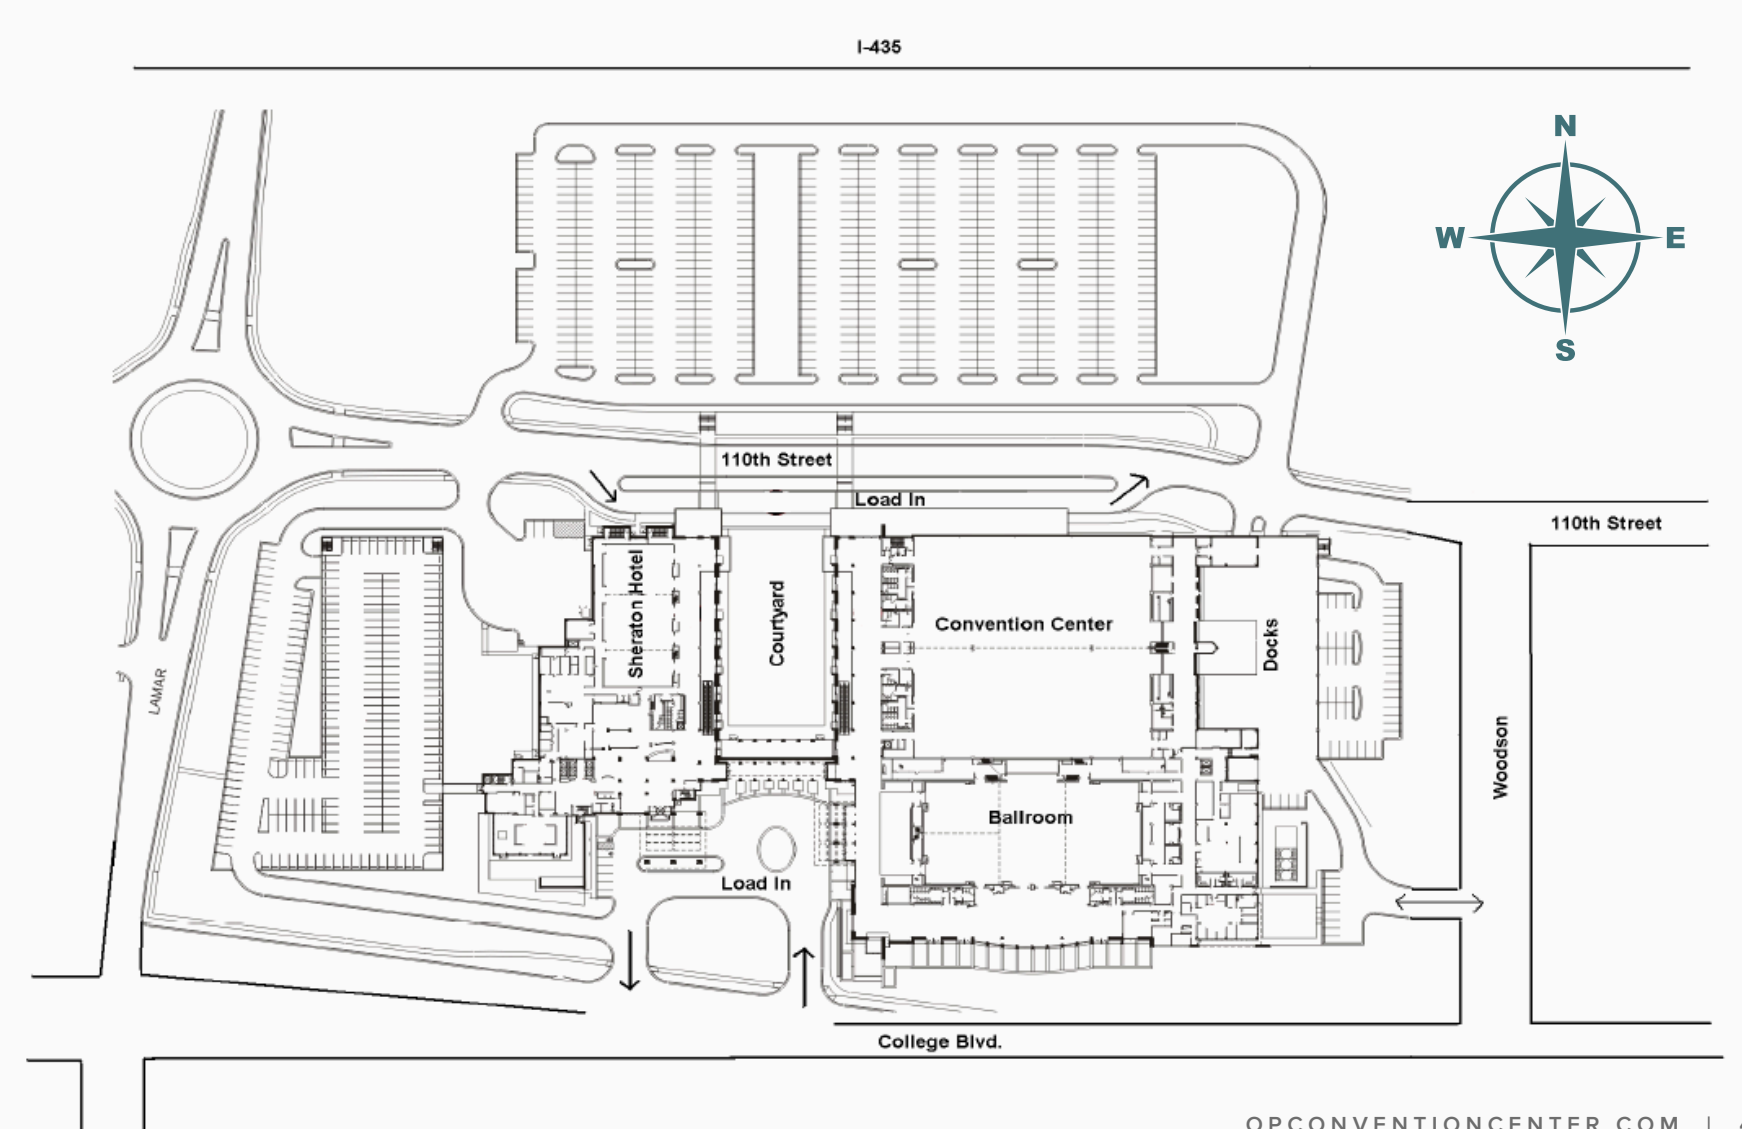 I-435
N
W
E
S
110th Street
Load In
110th Street
Sheraton Hotel
Courtyard
Convention Center
Docks
LAMAR
Woodson
Ballroom
Load In
College Blvd.
OPCONVENTIONCENTER.COM |